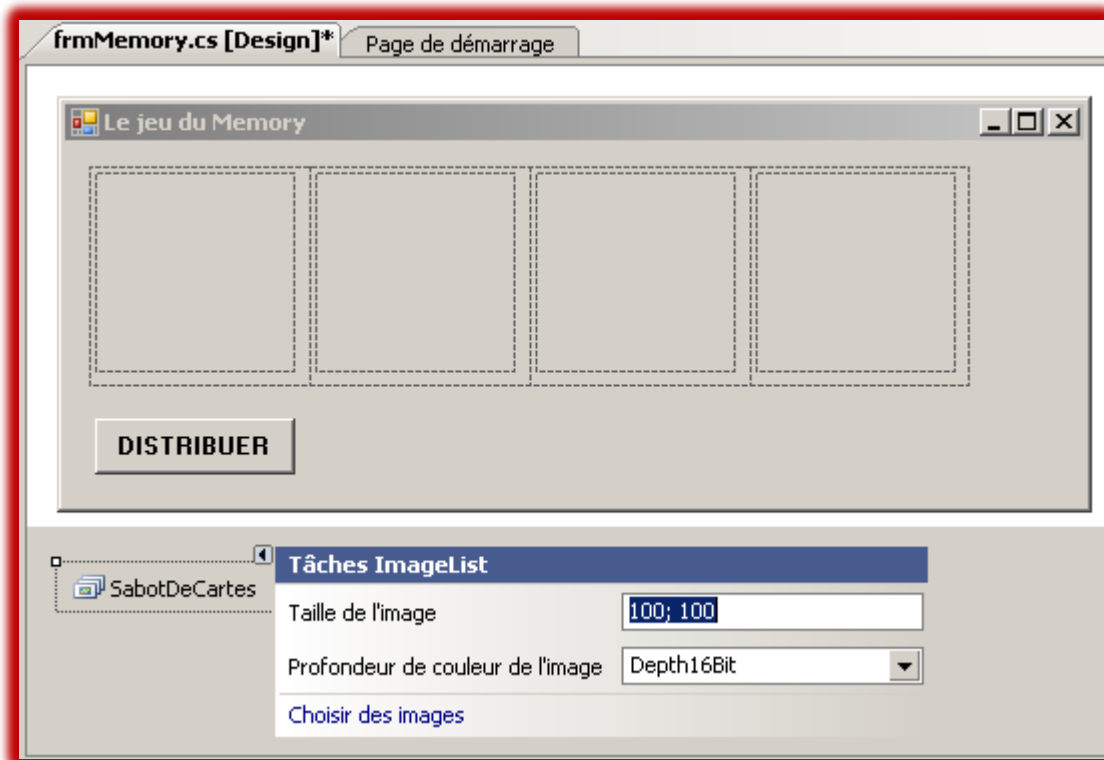 frmMemory.cs [Design]* Page de démarrage
Le jeu du Memory
DISTRIBUER
SabotDeCartes
Tâches ImageList
Taille de l'image 100; 100
Profondeur de couleur de l'image Depth16Bit
Choisir des images